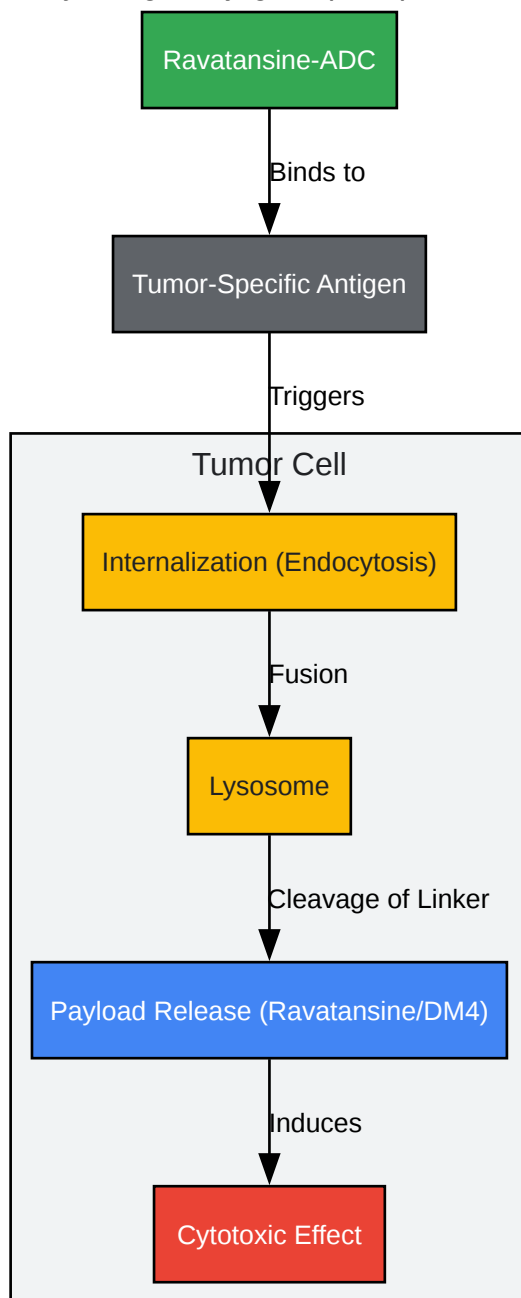 Ravatansine-ADC
Binds to
Tumor-Specific Antigen
Triggers
Tumor Cell
Internalization (Endocytosis)
Fusion
Lysosome
Cleavage of Linker
Payload Release (Ravatansine/DM4)
Induces
Cytotoxic Effect